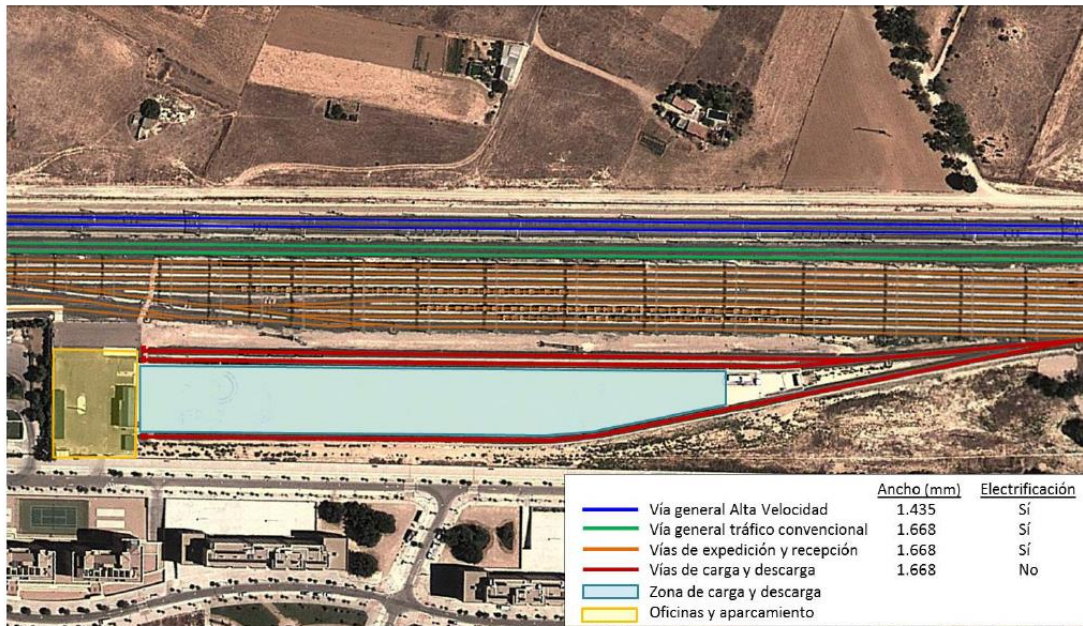 Ancho (mm) Electrificación
Vía general Alta Velocidad 1.435 Sí
Vía general tráfico convencional 1.668 Sí
Vías de expedición y recepción 1.668 Sí
Vías de carga y descarga 1.668 No
Zona de carga y descarga
Oficinas y aparcamiento